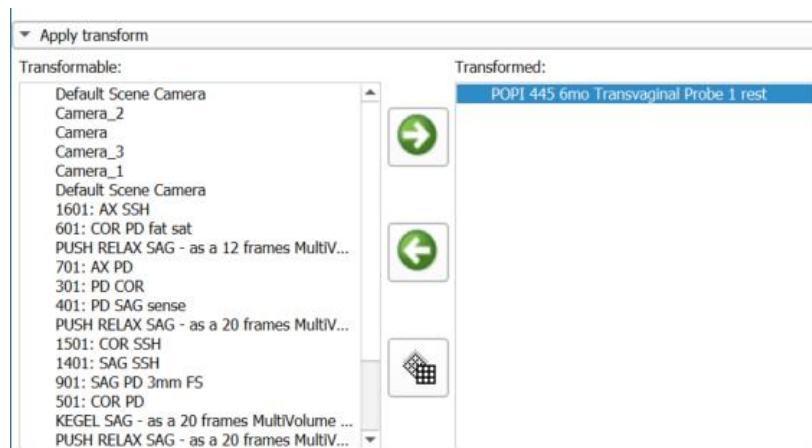 Apply transform
Transformable:
Default Scene Camera
Camera_2
Camera
Camera_3
Camera_1
Default Scene Camera
1601: AX SSH
601: COR PD fat sat
PUSH RELAX SAG - as a 12 frames MultiV...
701: AX PD
301: PD COR
401: PD SAG sense
PUSH RELAX SAG - as a 20 frames MultiV...
1501: COR SSH
1401: SAG SSH
901: SAG PD 3mm FS
501: COR PD
KEGEL SAG - as a 20 frames MultiVolume ...
PUSH RELAX SAG - as a 20 frames MultiV...
Transformed:
POPI 445 6mo Transvaginal Probe 1 rest